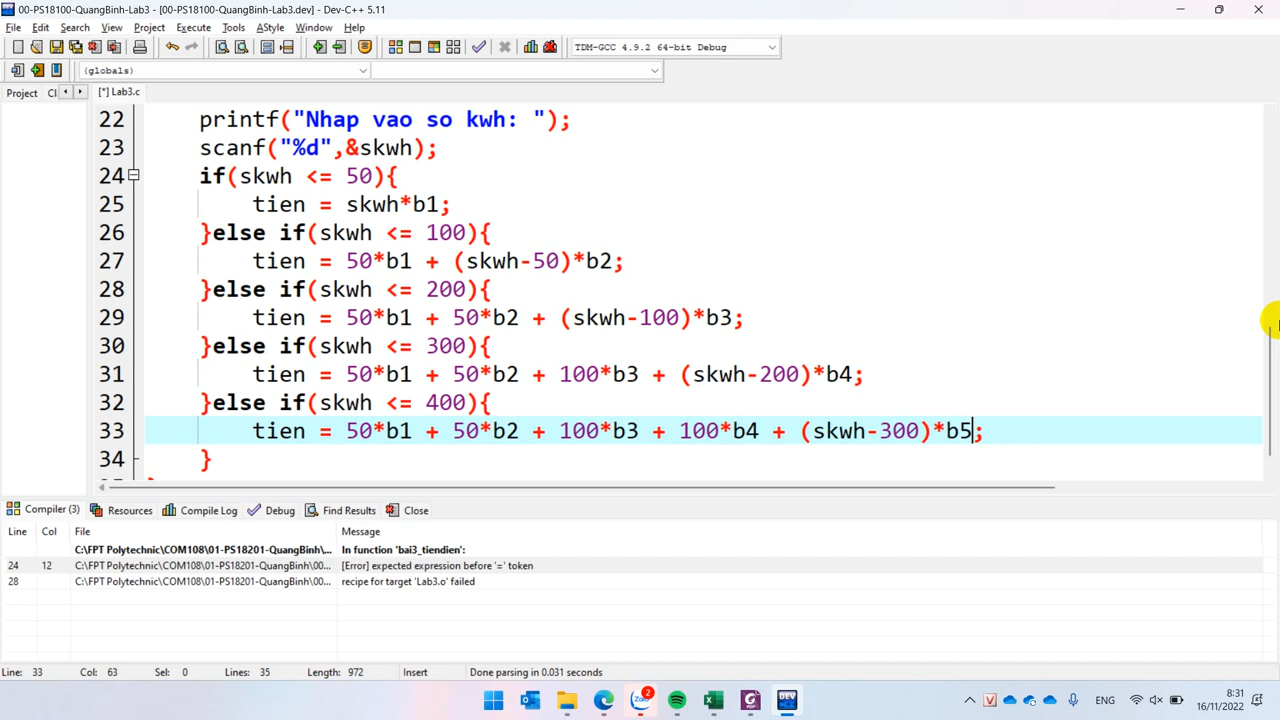 00-PS18100-QuangBinh-Lab3 - [00-PS18100-QuangBinh-Lab3.dev] - Dev-C++ 5.11
File Edit Search View Project Execute Tools AStyle Window Help
TDM-GCC 4.9.2 64-bit Debug
(globals)
Project Cl [*] Lab3.c
22 printf("Nhap vao so kwh: ");
23 scanf("%d",&skwh);
24 if(skwh <= 50){
25 tien = skwh*b1;
26 }else if(skwh <= 100){
27 tien = 50*b1 + (skwh-50)*b2;
28 }else if(skwh <= 200){
29 tien = 50*b1 + 50*b2 + (skwh-100)*b3;
30 }else if(skwh <= 300){
31 tien = 50*b1 + 50*b2 + 100*b3 + (skwh-200)*b4;
32 }else if(skwh <= 400){
33 tien = 50*b1 + 50*b2 + 100*b3 + 100*b4 + (skwh-300)*b5;
34 }
Compiler (3) Resources Compile Log Debug Find Results Close
Line Col File Message
C:\FPT Polytechnic\COM108\01-PS18201-QuangBinh\... In function 'bai3_tiendien':
24 12 C:\FPT Polytechnic\COM108\01-PS18201-QuangBinh\00... [Error] expected expression before '=' token
28 C:\FPT Polytechnic\COM108\01-PS18201-QuangBinh\00... recipe for target 'Lab3.o' failed
Line: 33 Col: 63 Sel: 0 Lines: 35 Length: 972 Insert Done parsing in 0.031 seconds
Zalo 2 DEV ENG 8:31
16/11/2022